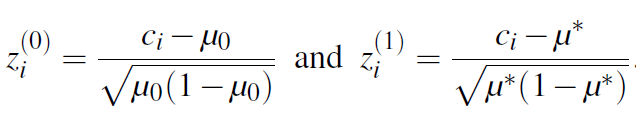 z_i^{(0)} = \frac{c_i - \mu_0}{\sqrt{\mu_0(1 - \mu_0)}} and z_i^{(1)} = \frac{c_i - \mu^*}{\sqrt{\mu^*(1 - \mu^*)}}.